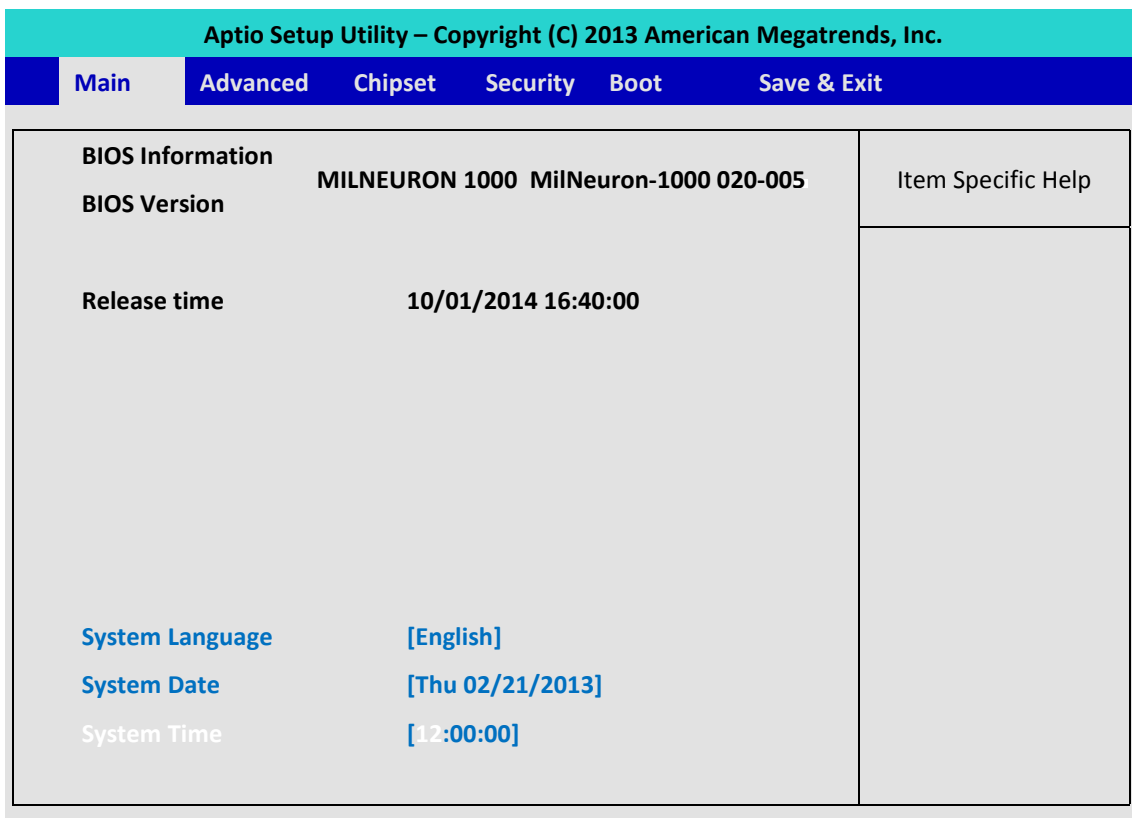 Aptio Setup Utility – Copyright (C) 2013 American Megatrends, Inc.
Main Advanced Chipset Security Boot Save & Exit
BIOS Information
MILNEURON 1000 MilNeuron-1000 020-005
BIOS Version
Item Specific Help
Release time 10/01/2014 16:40:00
System Language [English]
System Date [Thu 02/21/2013]
System Time [12:00:00]